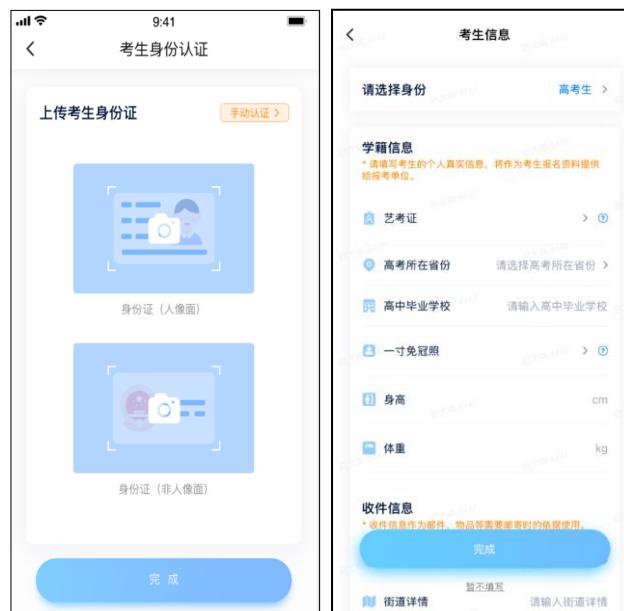 9:41
考生身份认证
上传考生身份证
手动认证 >
身份证（人像面）
身份证（非人像面）
完 成
考生信息
请选择身份
高考生 >
学籍信息
* 请填写考生的个人真实信息，将作为考生报名资料提供
给报考单位。
艺考证
高考所在省份
请选择高考所在省份 >
高中毕业学校
请输入高中毕业学校
一寸免冠照
身高
cm
体重
kg
收件信息
* 收件信息作为邮件、物品等需要邮寄时的依据使用。
完成
暂不填写
街道详情
请输入街道详情